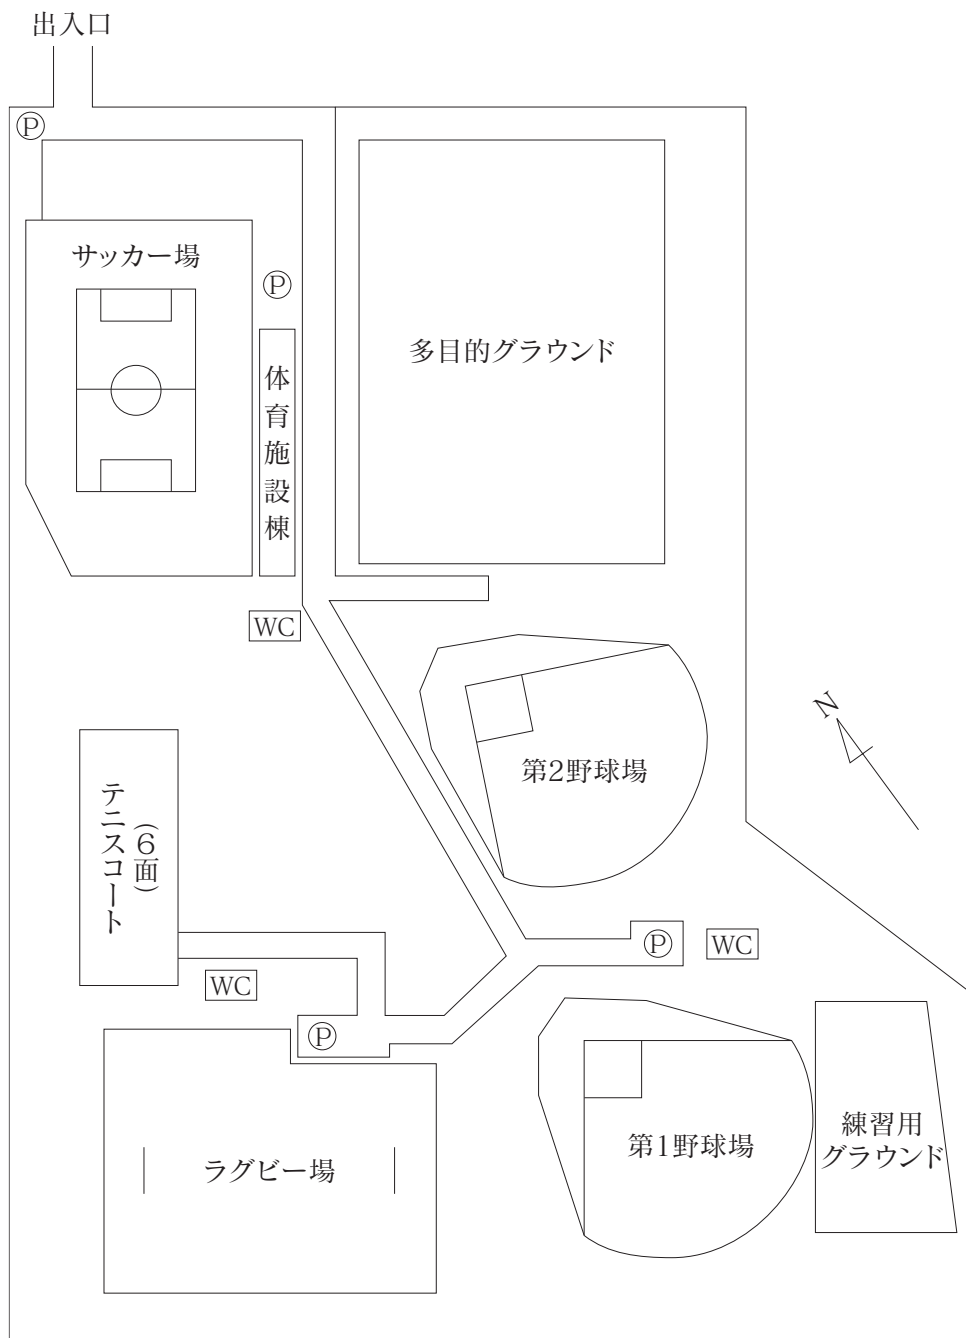 出入口
Ⓟ
サッカー場
Ⓟ
多目的グラウンド
体育施設棟
WC
N
第2野球場
テニスコート
(6面)
Ⓟ
WC
WC
Ⓟ
第1野球場
練習用
グラウンド
ラグビー場